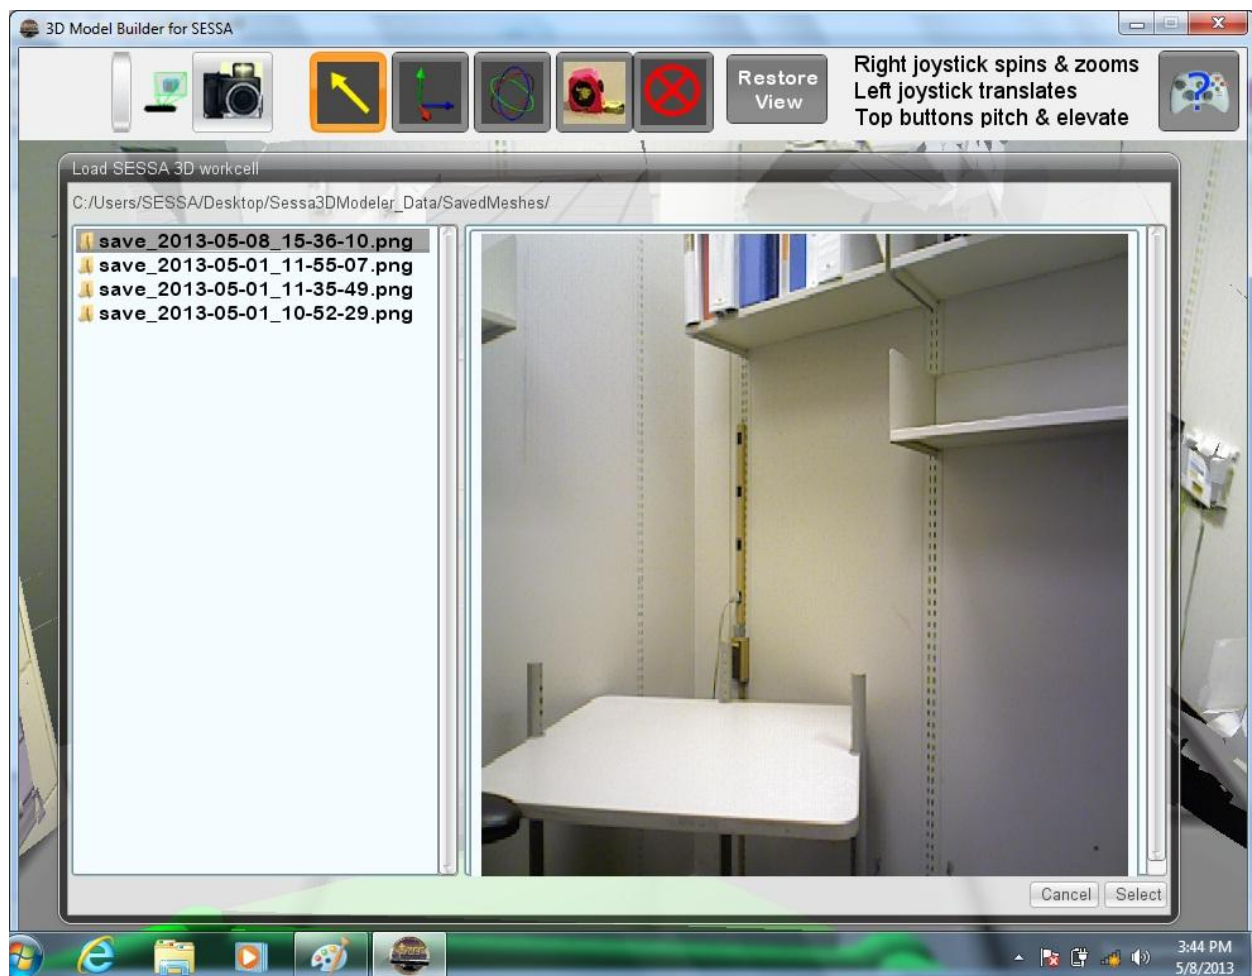 3D Model Builder for SESSA
Restore
View
Right joystick spins & zooms
Left joystick translates
Top buttons pitch & elevate
?
Load SESSA 3D workcell
C:/Users/SESSA/Desktop/Sessa3DModeler_Data/SavedMeshes/
save_2013-05-08_15-36-10.png
save_2013-05-01_11-55-07.png
save_2013-05-01_11-35-49.png
save_2013-05-01_10-52-29.png
Cancel Select
3:44 PM
5/8/2013